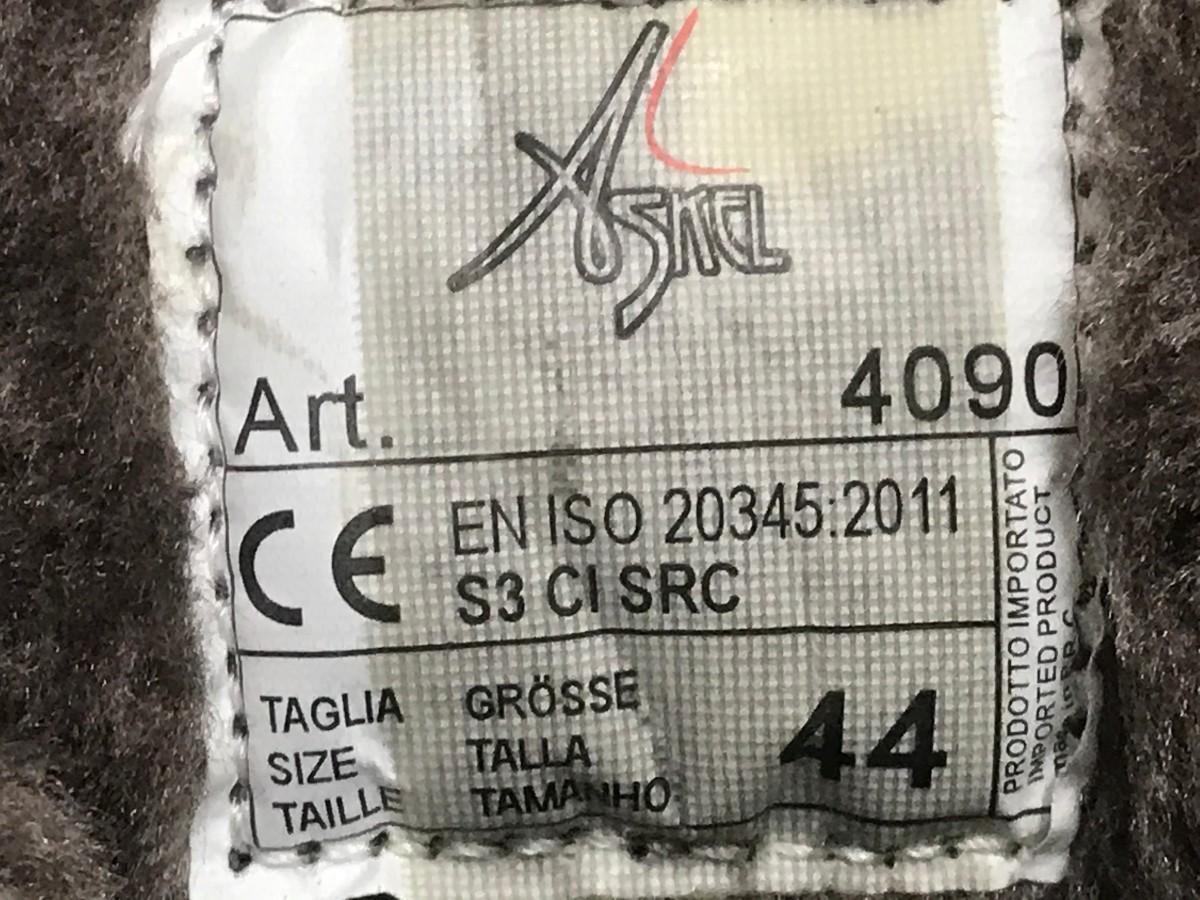 ASKEL
Art. 4090
CE EN ISO 20345:2011
S3 CI SRC
TAGLIA GRÖSSE
SIZE TALLA
TAILLE TAMANHO
44
PRODOTTO IMPORTATO
IMPORTED PRODUCT